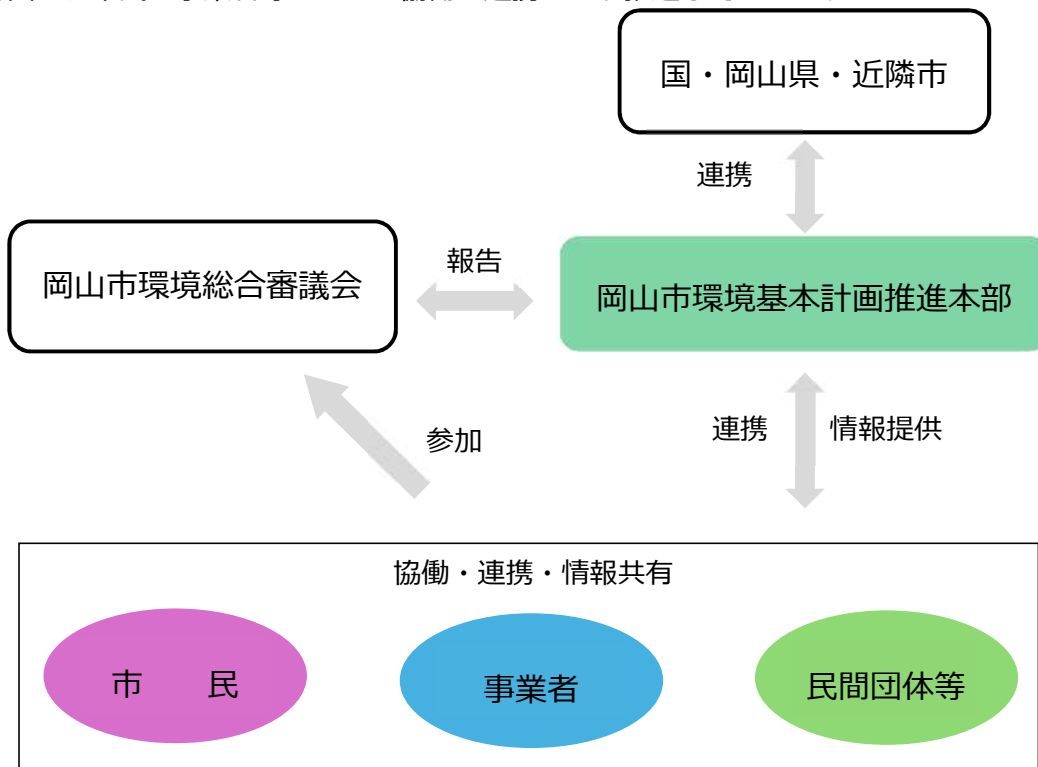 国・岡山県・近隣市
連携
岡山市環境総合審議会
報告
岡山市環境基本計画推進本部
参加
連携
情報提供
協働・連携・情報共有
市　　民
事業者
民間団体等